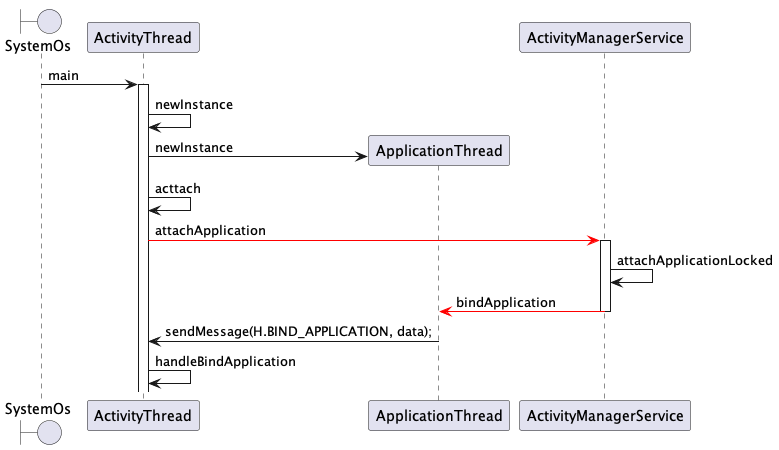 SystemOs
ActivityThread
ActivityManagerService
main
newInstance
newInstance
ApplicationThread
acttach
attachApplication
attachApplicationLocked
bindApplication
sendMessage(H.BIND_APPLICATION, data);
handleBindApplication
SystemOs
ActivityThread
ApplicationThread
ActivityManagerService